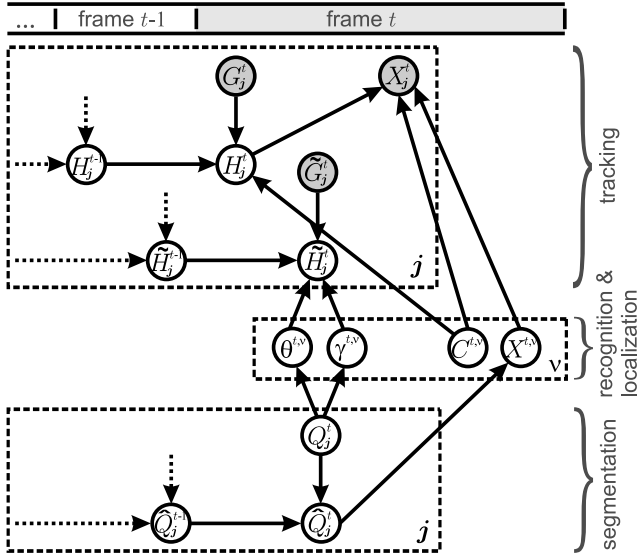 ... frame t-1 frame t
G_j^t X_j^t
H_j^{t-1} H_j^t G̃_j^t
H̃_j^{t-1} H̃_j^t j
tracking
θ^{t,v} γ^{t,v} C^{t,v} X^{t,v} v
recognition &
localization
Q_j^t
Q̂_j^{t-1} Q̂_j^t j
segmentation